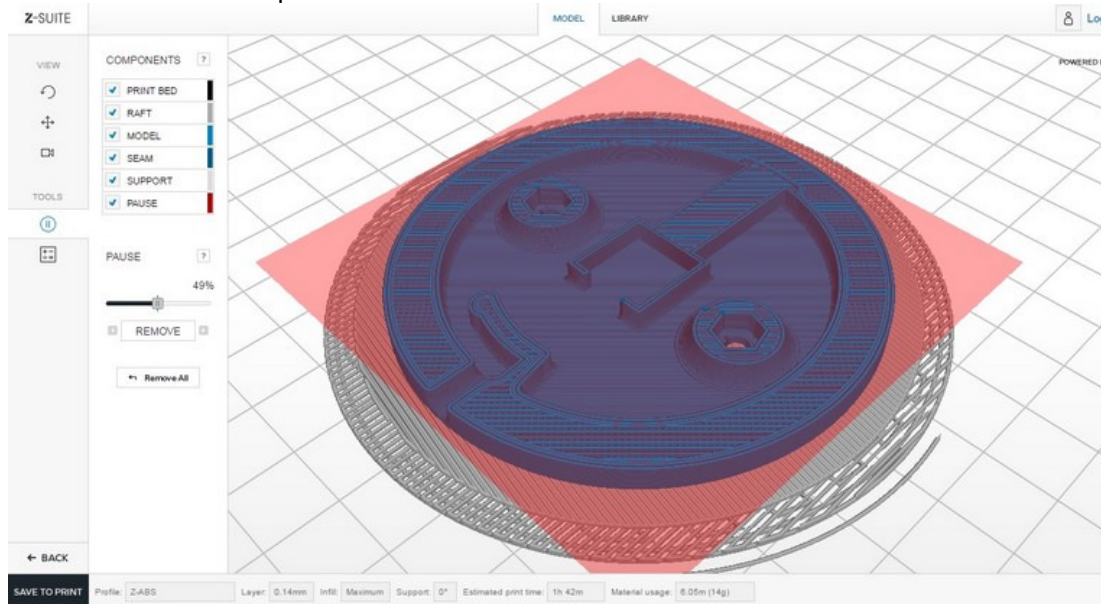 Z-SUITE
MODEL LIBRARY
VIEW
TOOLS
COMPONENTS ?
PRINT BED
RAFT
MODEL
SEAM
SUPPORT
PAUSE
PAUSE ?
49%
REMOVE
Remove All
POWERED
← BACK
SAVE TO PRINT Profile: Z-ABS Layer: 0.14mm Infill: Maximum Support: 0° Estimated print time: 1h 42m Material usage: 6.05m (14g)